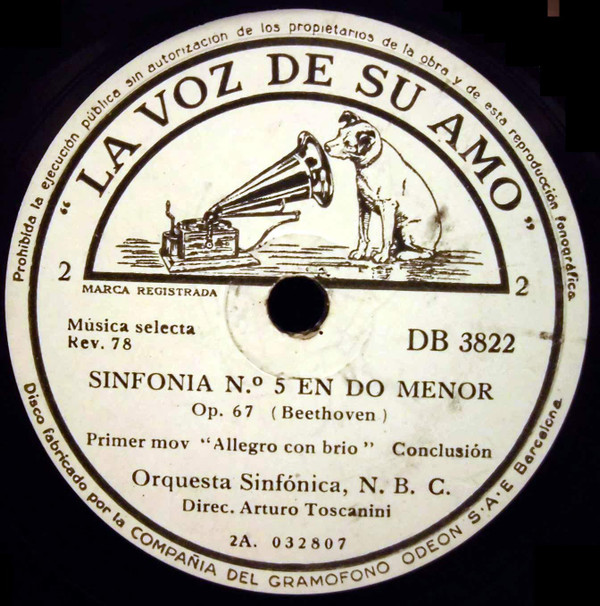 Prohibida la ejecución pública sin autorización de los propietarios de la obra y de esta reproducción fonográfica
"LA VOZ DE SU AMO"
2 2
MARCA REGISTRADA
Música selecta
Rev. 78
DB 3822
SINFONIA N.º 5 EN DO MENOR
Op. 67 (Beethoven)
Primer mov "Allegro con brio" Conclusión
Orquesta Sinfónica, N. B. C.
Direc. Arturo Toscanini
2A. 032807
Disco fabricado por la COMPAÑIA DEL GRAMOFONO ODEON S·A·E Barcelona